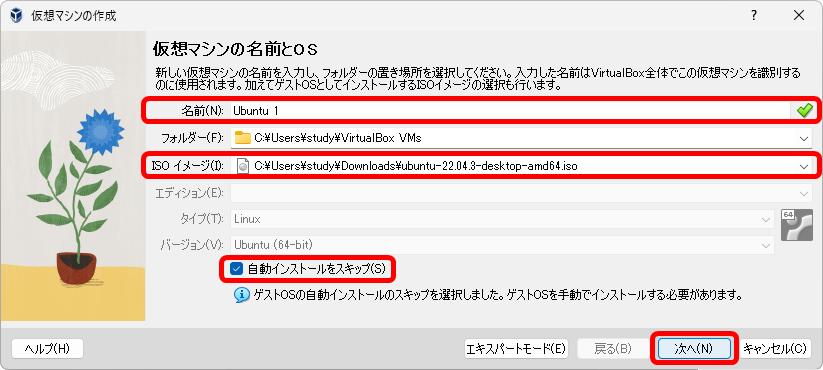 仮想マシンの作成
仮想マシンの名前とOS
新しい仮想マシンの名前を入力し、フォルダーの置き場所を選択してください。入力した名前はVirtualBox全体でこの仮想マシンを識別する
のに使用されます。加えてゲストOSとしてインストールするISOイメージの選択も行います。
名前(N): Ubuntu 1
フォルダー(F): C:¥Users¥study¥VirtualBox VMs
ISO イメージ(I): C:¥Users¥study¥Downloads¥ubuntu-22.04.3-desktop-amd64.iso
エディション(E):
タイプ(T): Linux
64
バージョン(V): Ubuntu (64-bit)
自動インストールをスキップ(S)
ゲストOSの自動インストールのスキップを選択しました。ゲストOSを手動でインストールする必要があります。
ヘルプ(H) エキスパートモード(E) 戻る(B) 次へ(N) キャンセル(C)